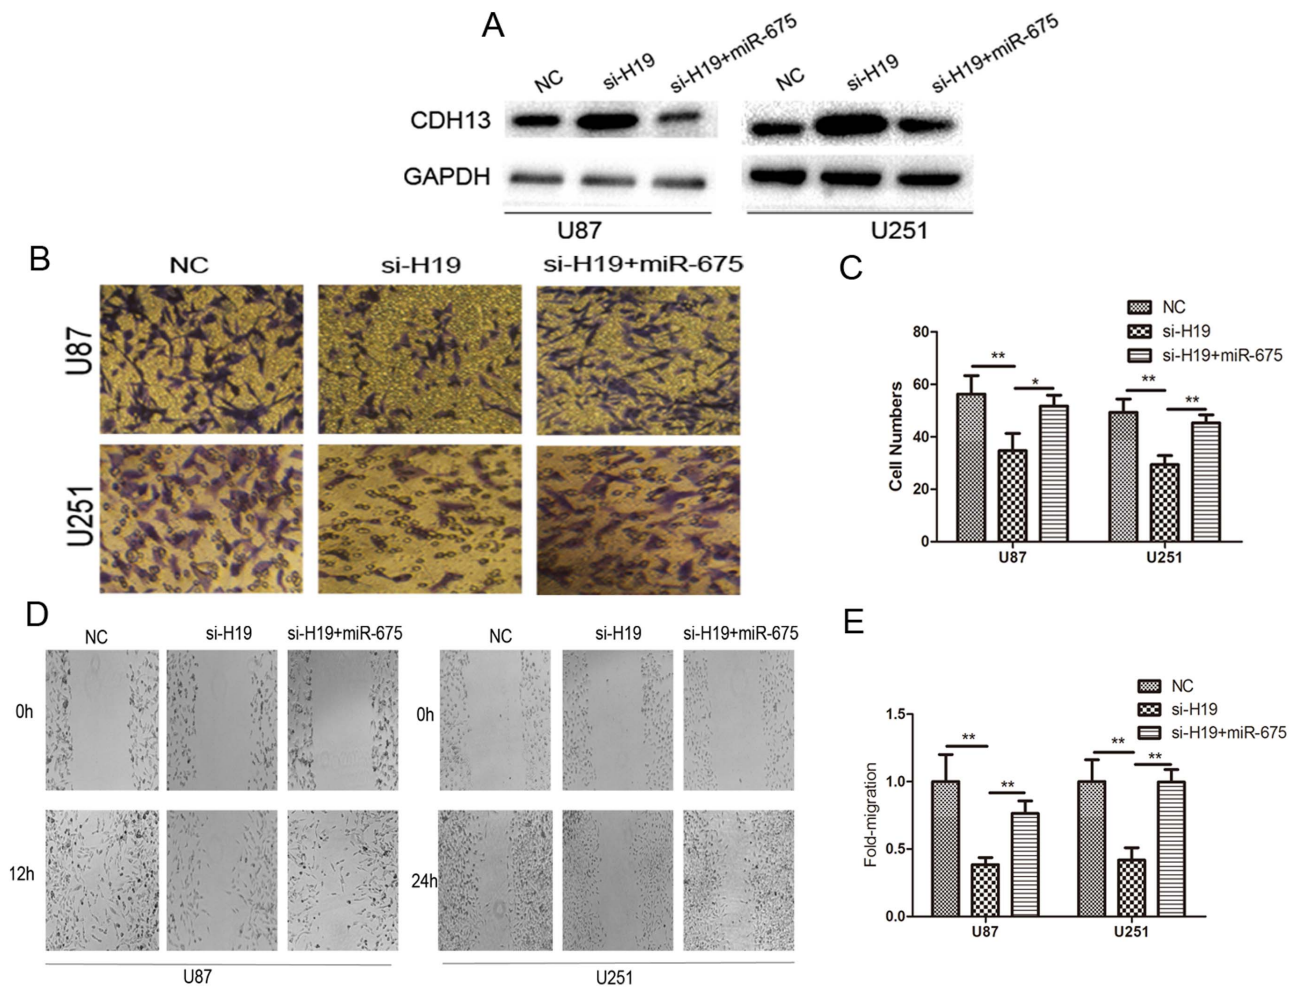 A
NC si-H19 si-H19+miR-675 NC si-H19 si-H19+miR-675
CDH13
GAPDH
U87 U251
B
NC si-H19 si-H19+miR-675
U87
U251
C
NC
si-H19
si-H19+miR-675
Cell Numbers
80
60
40
20
0
** * ** **
U87 U251
D
NC si-H19 si-H19+miR-675 NC si-H19 si-H19+miR-675
0h 0h
12h 24h
U87 U251
E
NC
si-H19
si-H19+miR-675
Fold-migration
1.5
1.0
0.5
0.0
** ** ** **
U87 U251